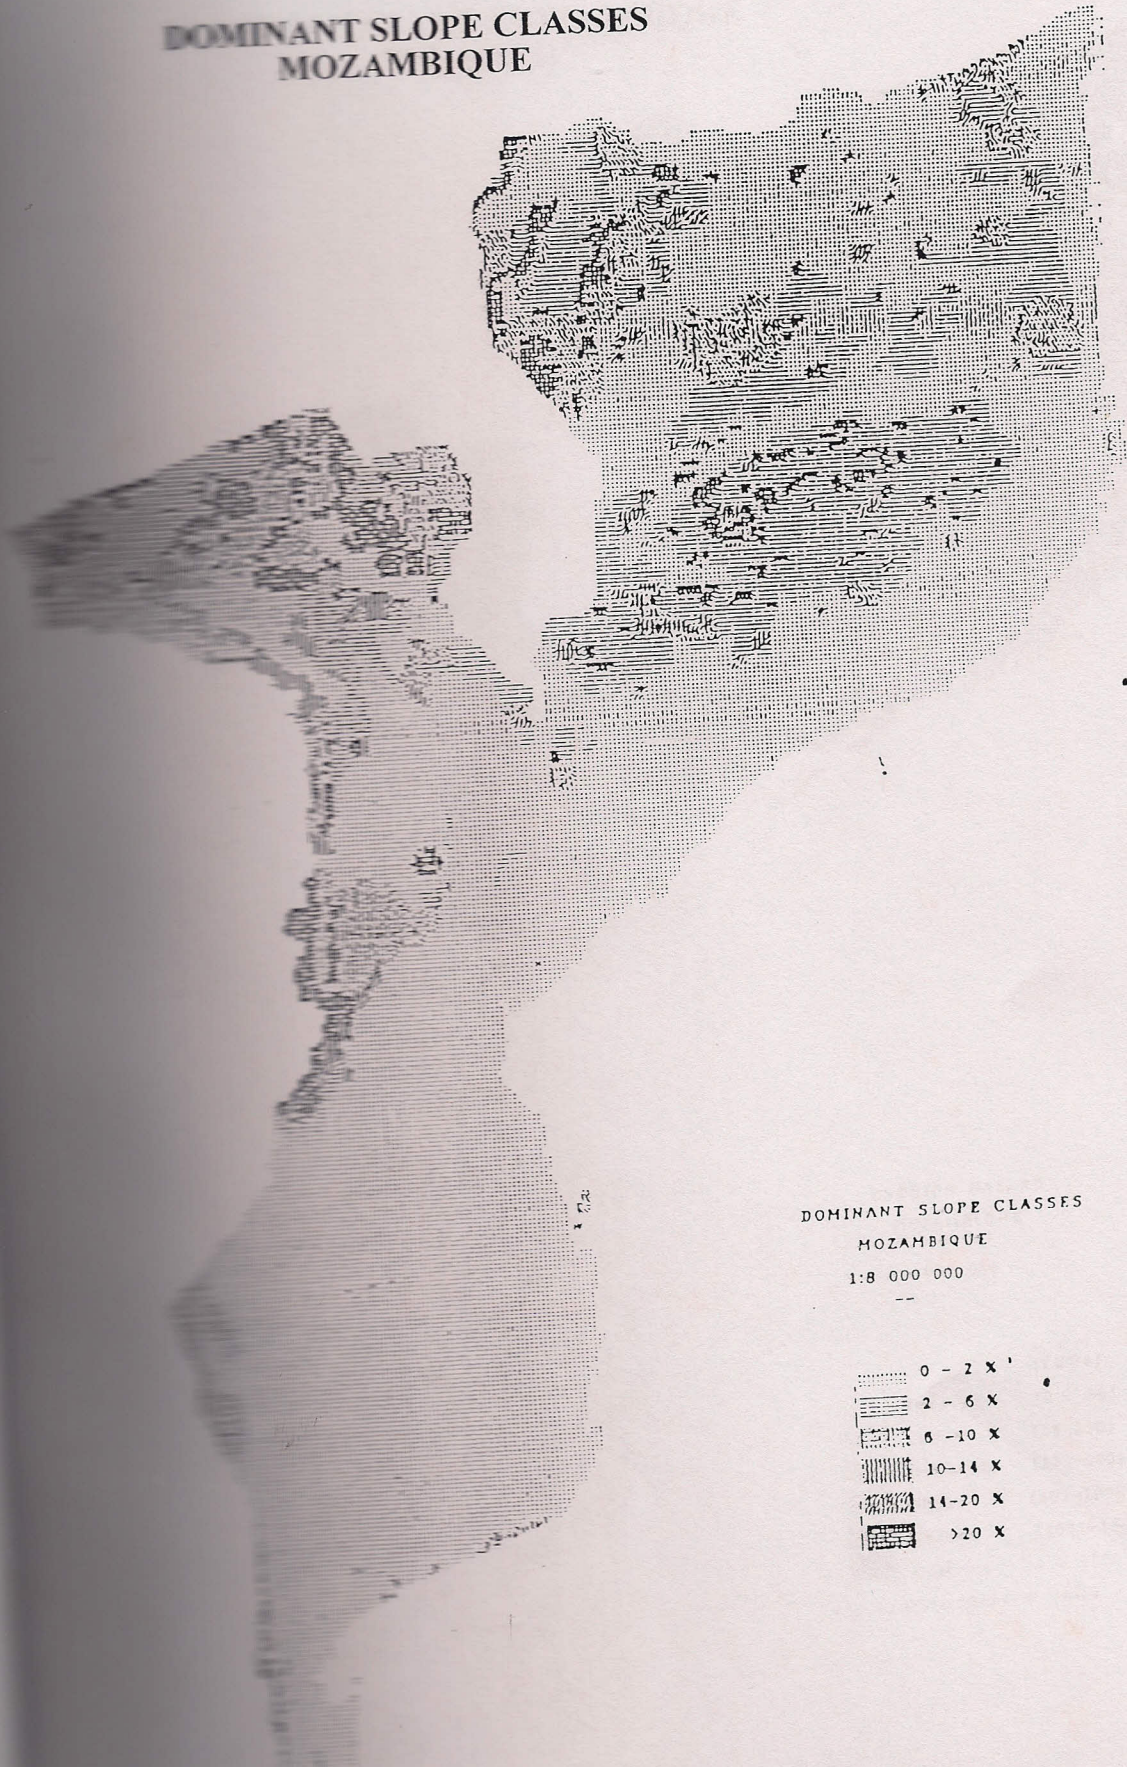 DOMINANT SLOPE CLASSES
MOZAMBIQUE
DOMINANT SLOPE CLASSES
MOZAMBIQUE
1:8 000 000
0 - 2 %
2 - 6 %
6 -10 %
10-14 %
14-20 %
>20 %